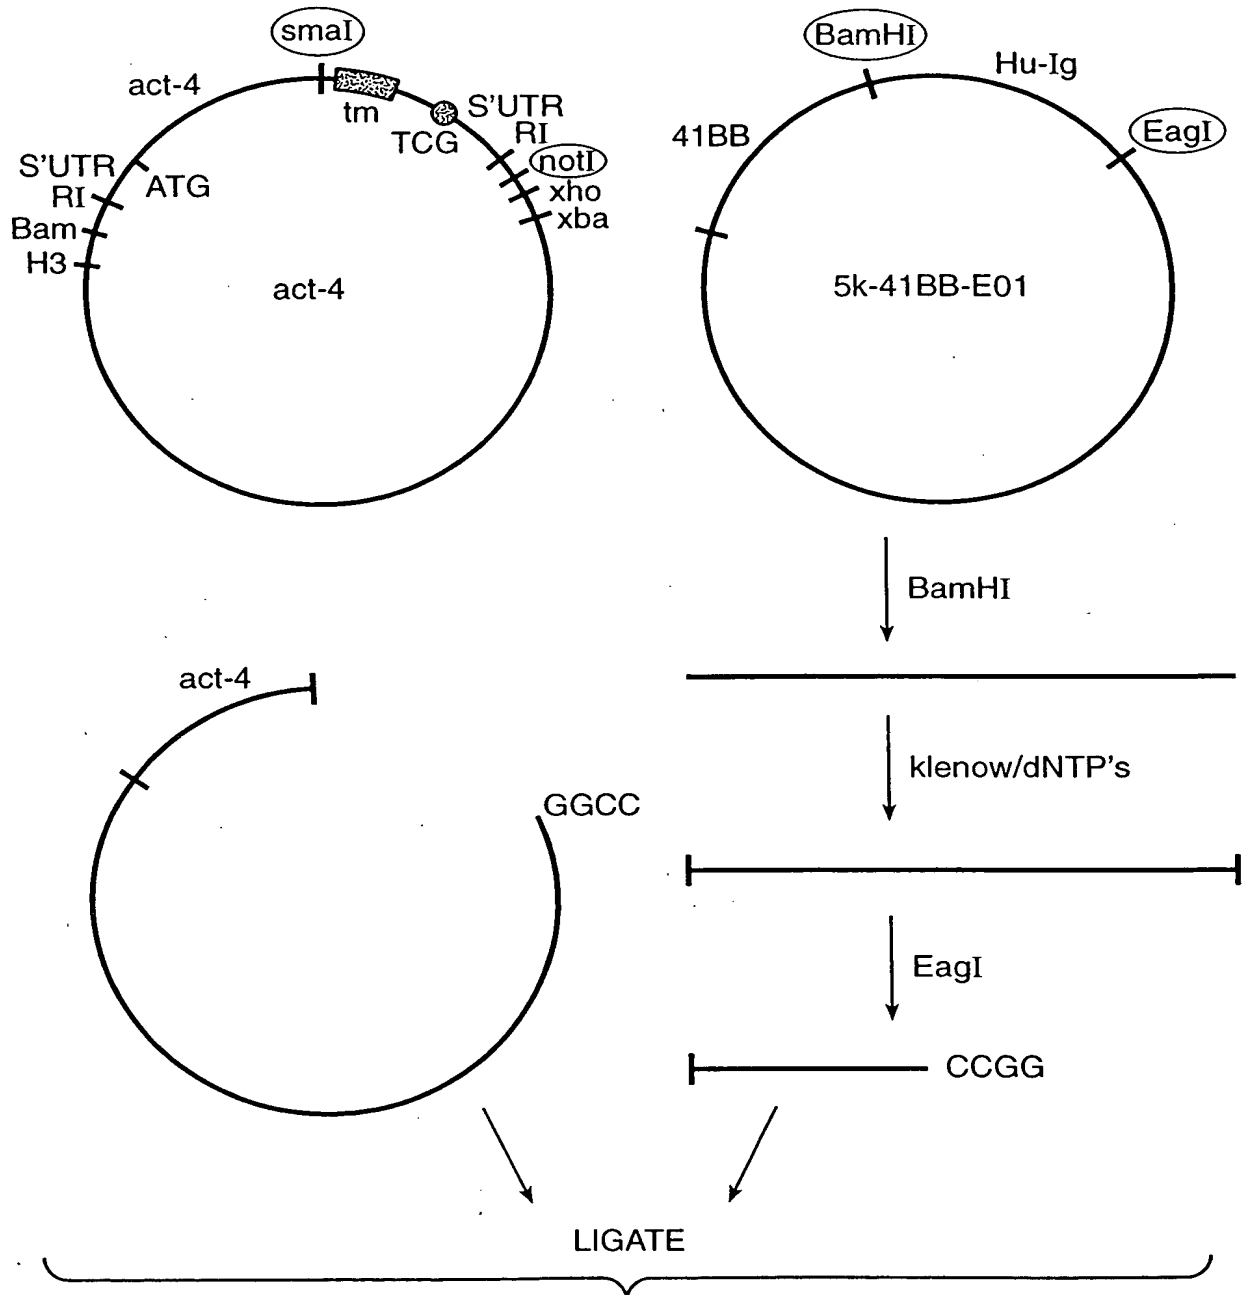 smaI
act-4
tm
TCG
S'UTR
RI
notI
xho
xba
S'UTR
RI
ATG
Bam
H3
act-4
BamHI
Hu-Ig
EagI
41BB
5k-41BB-E01
BamHI
klenow/dNTP's
EagI
CCGG
act-4
GGCC
LIGATE